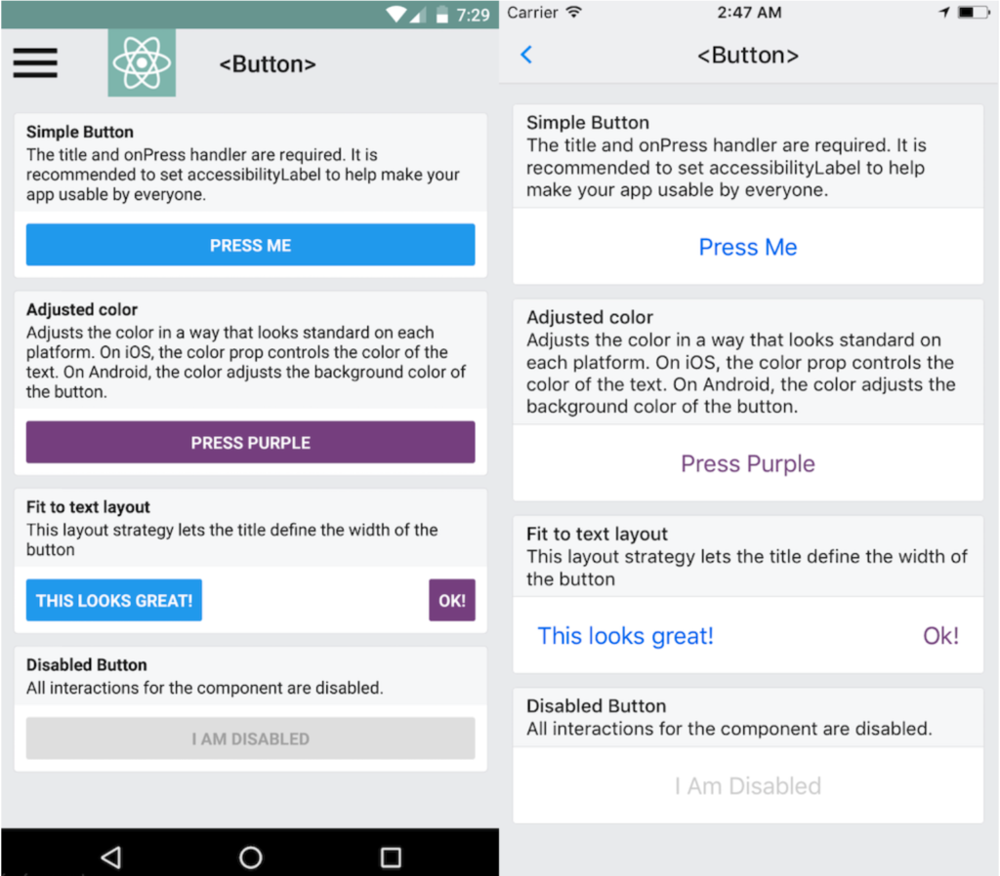 7:29
<Button>
Simple Button
The title and onPress handler are required. It is
recommended to set accessibilityLabel to help make your
app usable by everyone.
PRESS ME
Adjusted color
Adjusts the color in a way that looks standard on each
platform. On iOS, the color prop controls the color of the
text. On Android, the color adjusts the background color of
the button.
PRESS PURPLE
Fit to text layout
This layout strategy lets the title define the width of the
button
THIS LOOKS GREAT! OK!
Disabled Button
All interactions for the component are disabled.
I AM DISABLED
Carrier 2:47 AM
<Button>
Simple Button
The title and onPress handler are required. It is
recommended to set accessibilityLabel to help
make your app usable by everyone.
Press Me
Adjusted color
Adjusts the color in a way that looks standard on
each platform. On iOS, the color prop controls the
color of the text. On Android, the color adjusts the
background color of the button.
Press Purple
Fit to text layout
This layout strategy lets the title define the width of
the button
This looks great! Ok!
Disabled Button
All interactions for the component are disabled.
I Am Disabled